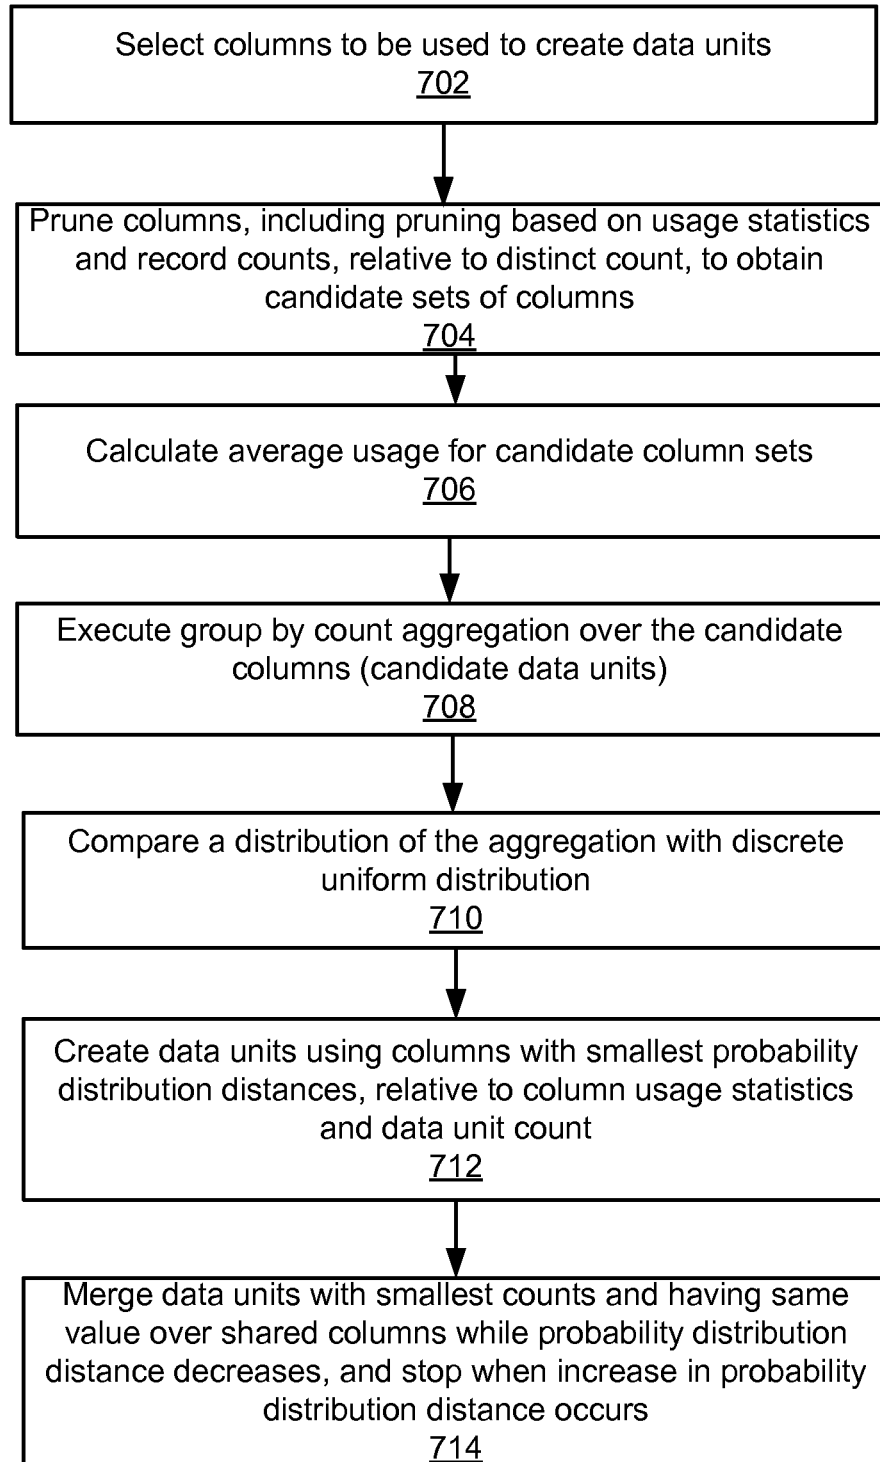 Select columns to be used to create data units
702
Prune columns, including pruning based on usage statistics
and record counts, relative to distinct count, to obtain
candidate sets of columns
704
Calculate average usage for candidate column sets
706
Execute group by count aggregation over the candidate
columns (candidate data units)
708
Compare a distribution of the aggregation with discrete
uniform distribution
710
Create data units using columns with smallest probability
distribution distances, relative to column usage statistics
and data unit count
712
Merge data units with smallest counts and having same
value over shared columns while probability distribution
distance decreases, and stop when increase in probability
distribution distance occurs
714